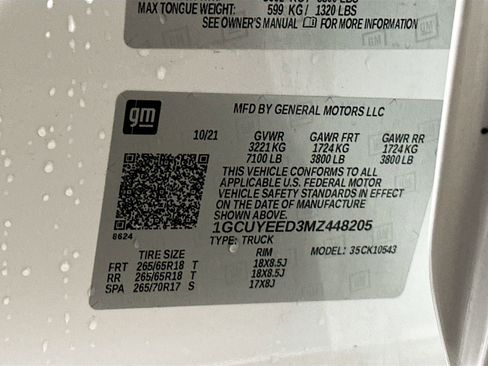 MAX TONGUE WEIGHT: 599 KG / 1320 LBS
SEE OWNER'S MANUAL FOR MORE INFORMATION
GM
gm
MFD BY GENERAL MOTORS LLC
10/21 GVWR GAWR FRT GAWR RR
3221 KG 1724 KG 1724 KG
7100 LB 3800 LB 3800 LB
THIS VEHICLE CONFORMS TO ALL
APPLICABLE U.S. FEDERAL MOTOR
VEHICLE SAFETY STANDARDS IN EFFECT
ON THE DATE OF MANUFACTURE
SHOWN ABOVE.
8624
1GCUYEED3MZ448205
TYPE: TRUCK MODEL: 35CK10543
TIRE SIZE RIM
FRT 265/65R18 T 18X8.5J
RR 265/65R18 T 18X8.5J
SPA 265/70R17 S 17X8J